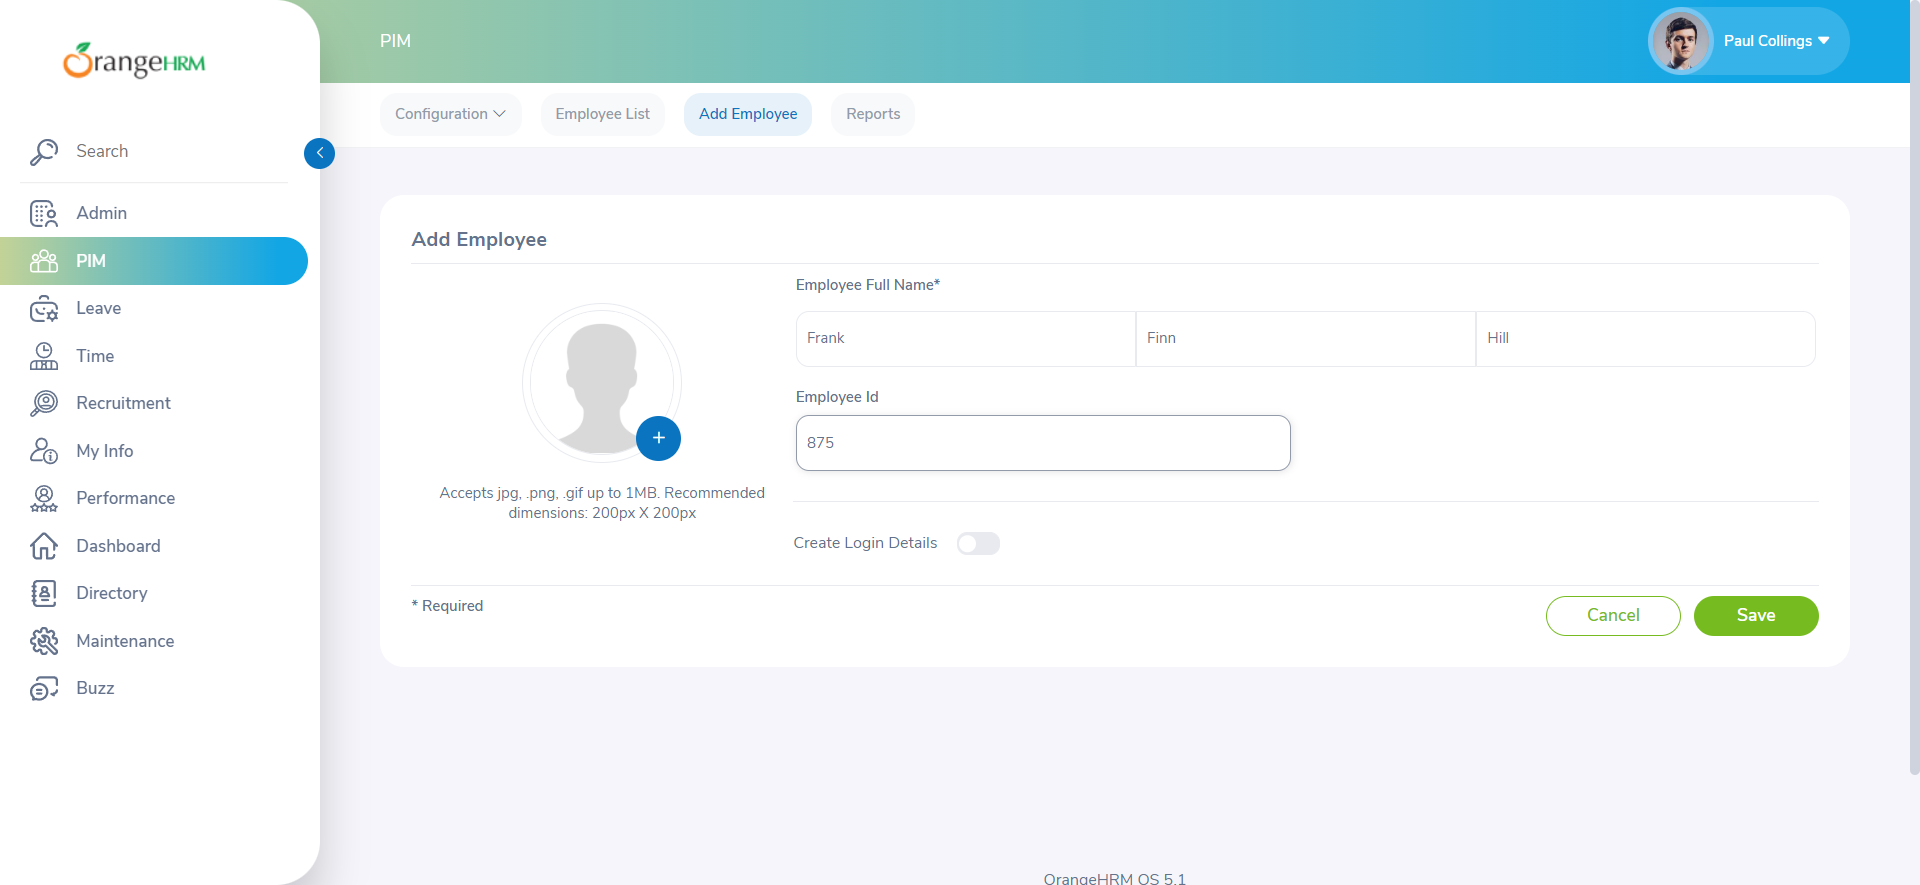 OrangeHRM
Search
Admin
PIM
Leave
Time
Recruitment
My Info
Performance
Dashboard
Directory
Maintenance
Buzz
PIM
Paul Collings
Configuration
Employee List
Add Employee
Reports
Add Employee
Accepts jpg, .png, .gif up to 1MB. Recommended
dimensions: 200px X 200px
Employee Full Name*
Frank
Finn
Hill
Employee Id
875
Create Login Details
* Required
Cancel
Save
OrangeHRM OS 5.1